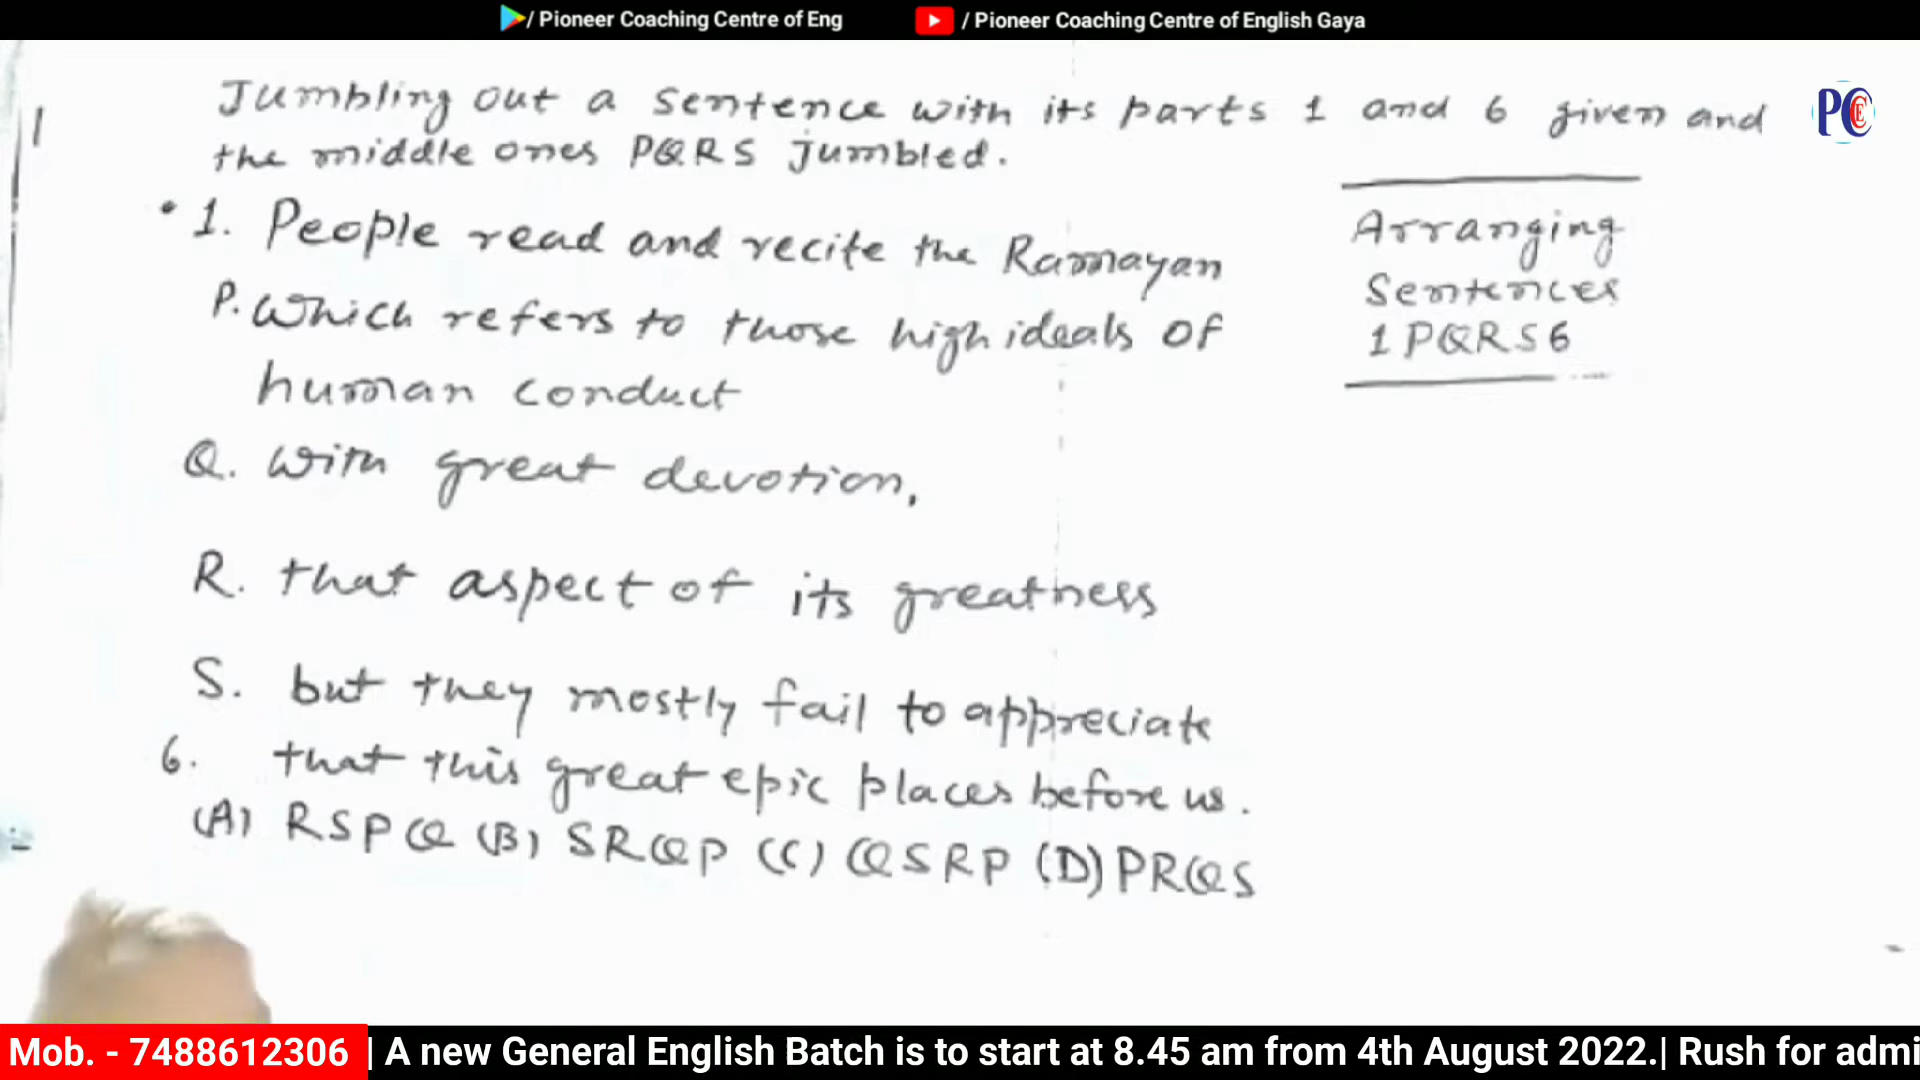 / Pioneer Coaching Centre of Eng
/ Pioneer Coaching Centre of English Gaya
1
Jumbling out a sentence with its parts 1 and 6 given and
the middle ones PQRS jumbled.
PCE
Arranging
Sentences
1 PQRS6
1. People read and recite the Ramayan
P. Which refers to those high ideals of
human conduct
Q. with great devotion,
R. that aspect of its greatness
S. but they mostly fail to appreciate
6. that this great epic places before us.
(A) RSPQ (B) SRQP (C) QSRP (D) PRQS
Mob. - 7488612306 | A new General English Batch is to start at 8.45 am from 4th August 2022.| Rush for admi